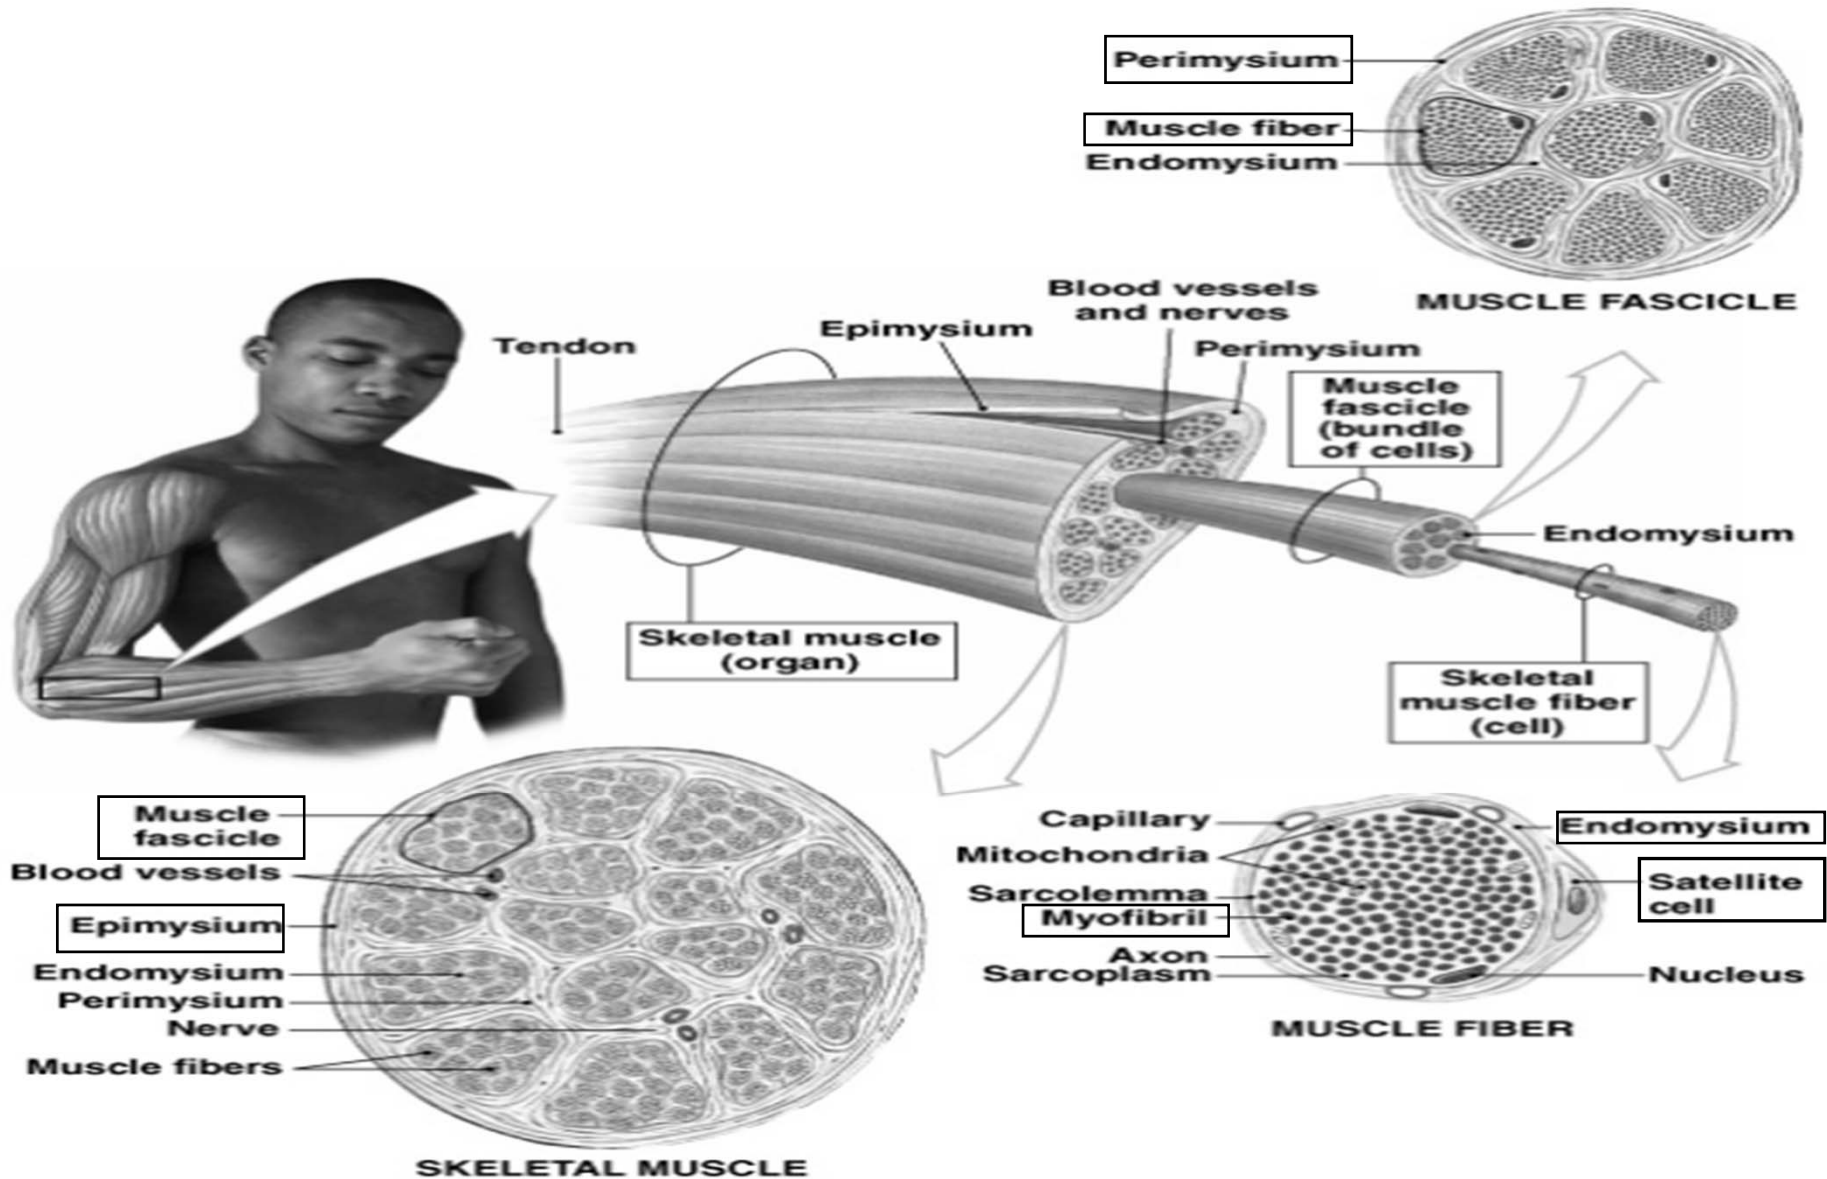 Perimysium
Muscle fiber
Endomysium
MUSCLE FASCICLE
Blood vessels
and nerves
Epimysium
Tendon
Perimysium
Muscle
fascicle
(bundle
of cells)
Endomysium
Skeletal muscle
(organ)
Skeletal
muscle fiber
(cell)
Muscle
fascicle
Blood vessels
Epimysium
Endomysium
Perimysium
Nerve
Muscle fibers
SKELETAL MUSCLE
Capillary
Mitochondria
Sarcolemma
Myofibril
Axon
Sarcoplasm
Endomysium
Satellite
cell
Nucleus
MUSCLE FIBER